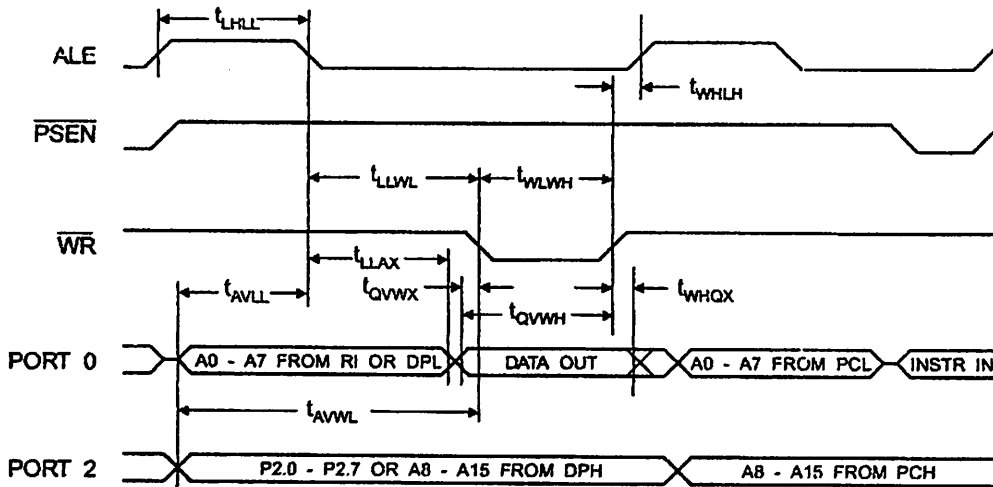 tLHLL
ALE
tWHLH
PSEN
tLLWL
tWLWH
WR
tLLAX
tAVLL
tQVWX
tWHQX
tQVWH
PORT 0
A0 - A7 FROM RI OR DPL
DATA OUT
A0 - A7 FROM PCL
INSTR IN
tAVWL
PORT 2
P2.0 - P2.7 OR A8 - A15 FROM DPH
A8 - A15 FROM PCH